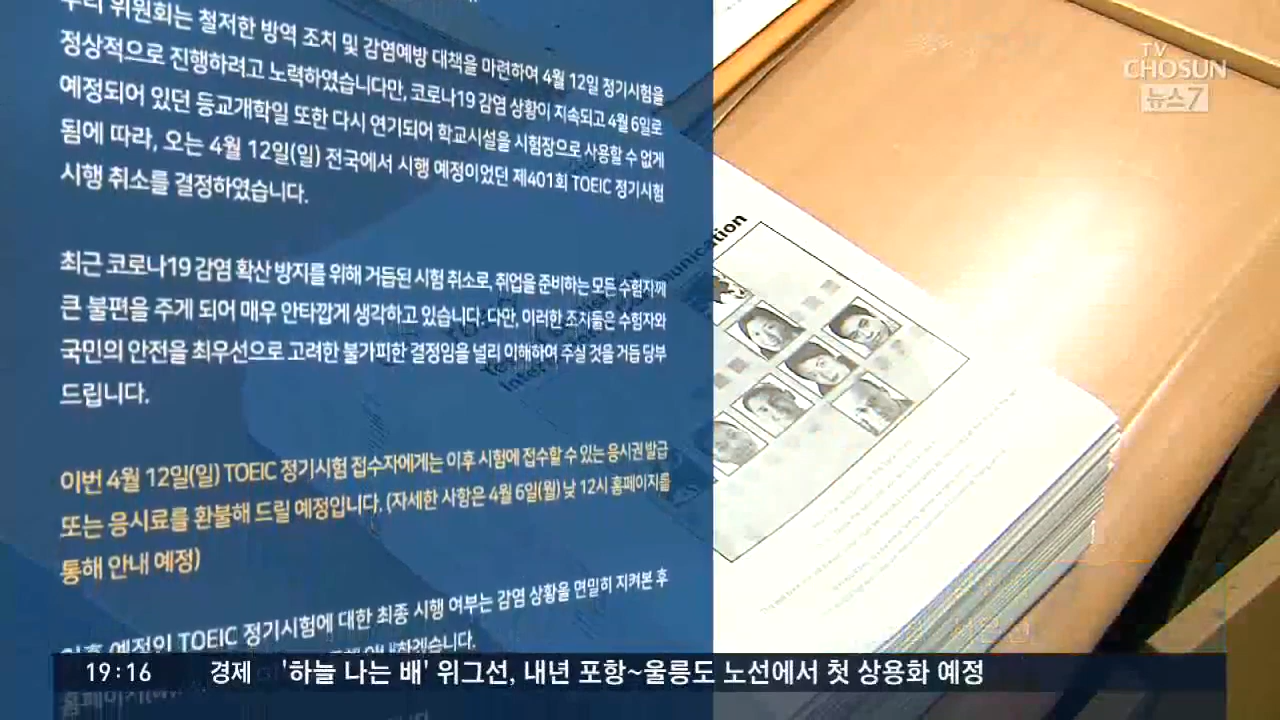 우리 위원회는 철저한 방역 조치 및 감염예방 대책을 마련하여 4월 12일 정기시험을
정상적으로 진행하려고 노력하였습니다만, 코로나19 감염 상황이 지속되고 4월 6일로
예정되어 있던 등교개학일 또한 다시 연기되어 학교시설을 시험장으로 사용할 수 없게
됨에 따라, 오는 4월 12일(일) 전국에서 시행 예정이었던 제401회 TOEIC 정기시험
시행 취소를 결정하였습니다.
최근 코로나19 감염 확산 방지를 위해 거듭된 시험 취소로, 취업을 준비하는 모든 수험자께
큰 불편을 주게 되어 매우 안타깝게 생각하고 있습니다. 다만, 이러한 조치들은 수험자와
국민의 안전을 최우선으로 고려한 불가피한 결정임을 널리 이해하여 주실 것을 거듭 당부
드립니다.
이번 4월 12일(일) TOEIC 정기시험 접수자에게는 이후 시험에 접수할 수 있는 응시권 발급
또는 응시료를 환불해 드릴 예정입니다. (자세한 사항은 4월 6일(월) 낮 12시 홈페이지를
통해 안내 예정)
이후 예정인 TOEIC 정기시험에 대한 최종 시행 여부는 감염 상황을 면밀히 지켜본 후
TV
CHOSUN
뉴스7
19:16 경제 '하늘 나는 배' 위그선, 내년 포항~울릉도 노선에서 첫 상용화 예정